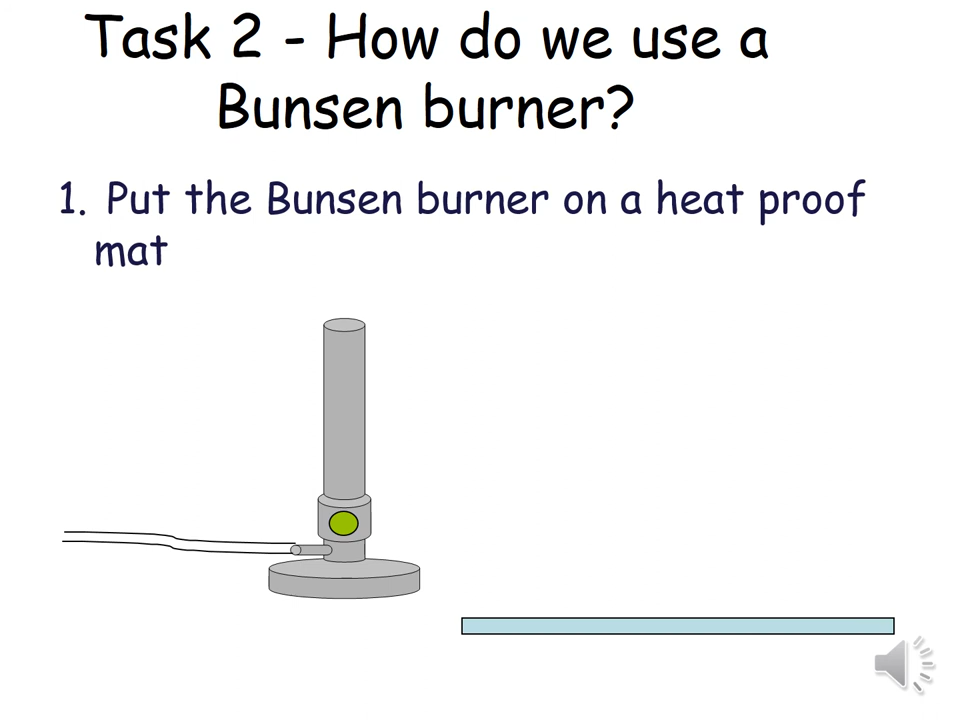 Task 2 - How do we use a
Bunsen burner?
1. Put the Bunsen burner on a heat proof
mat